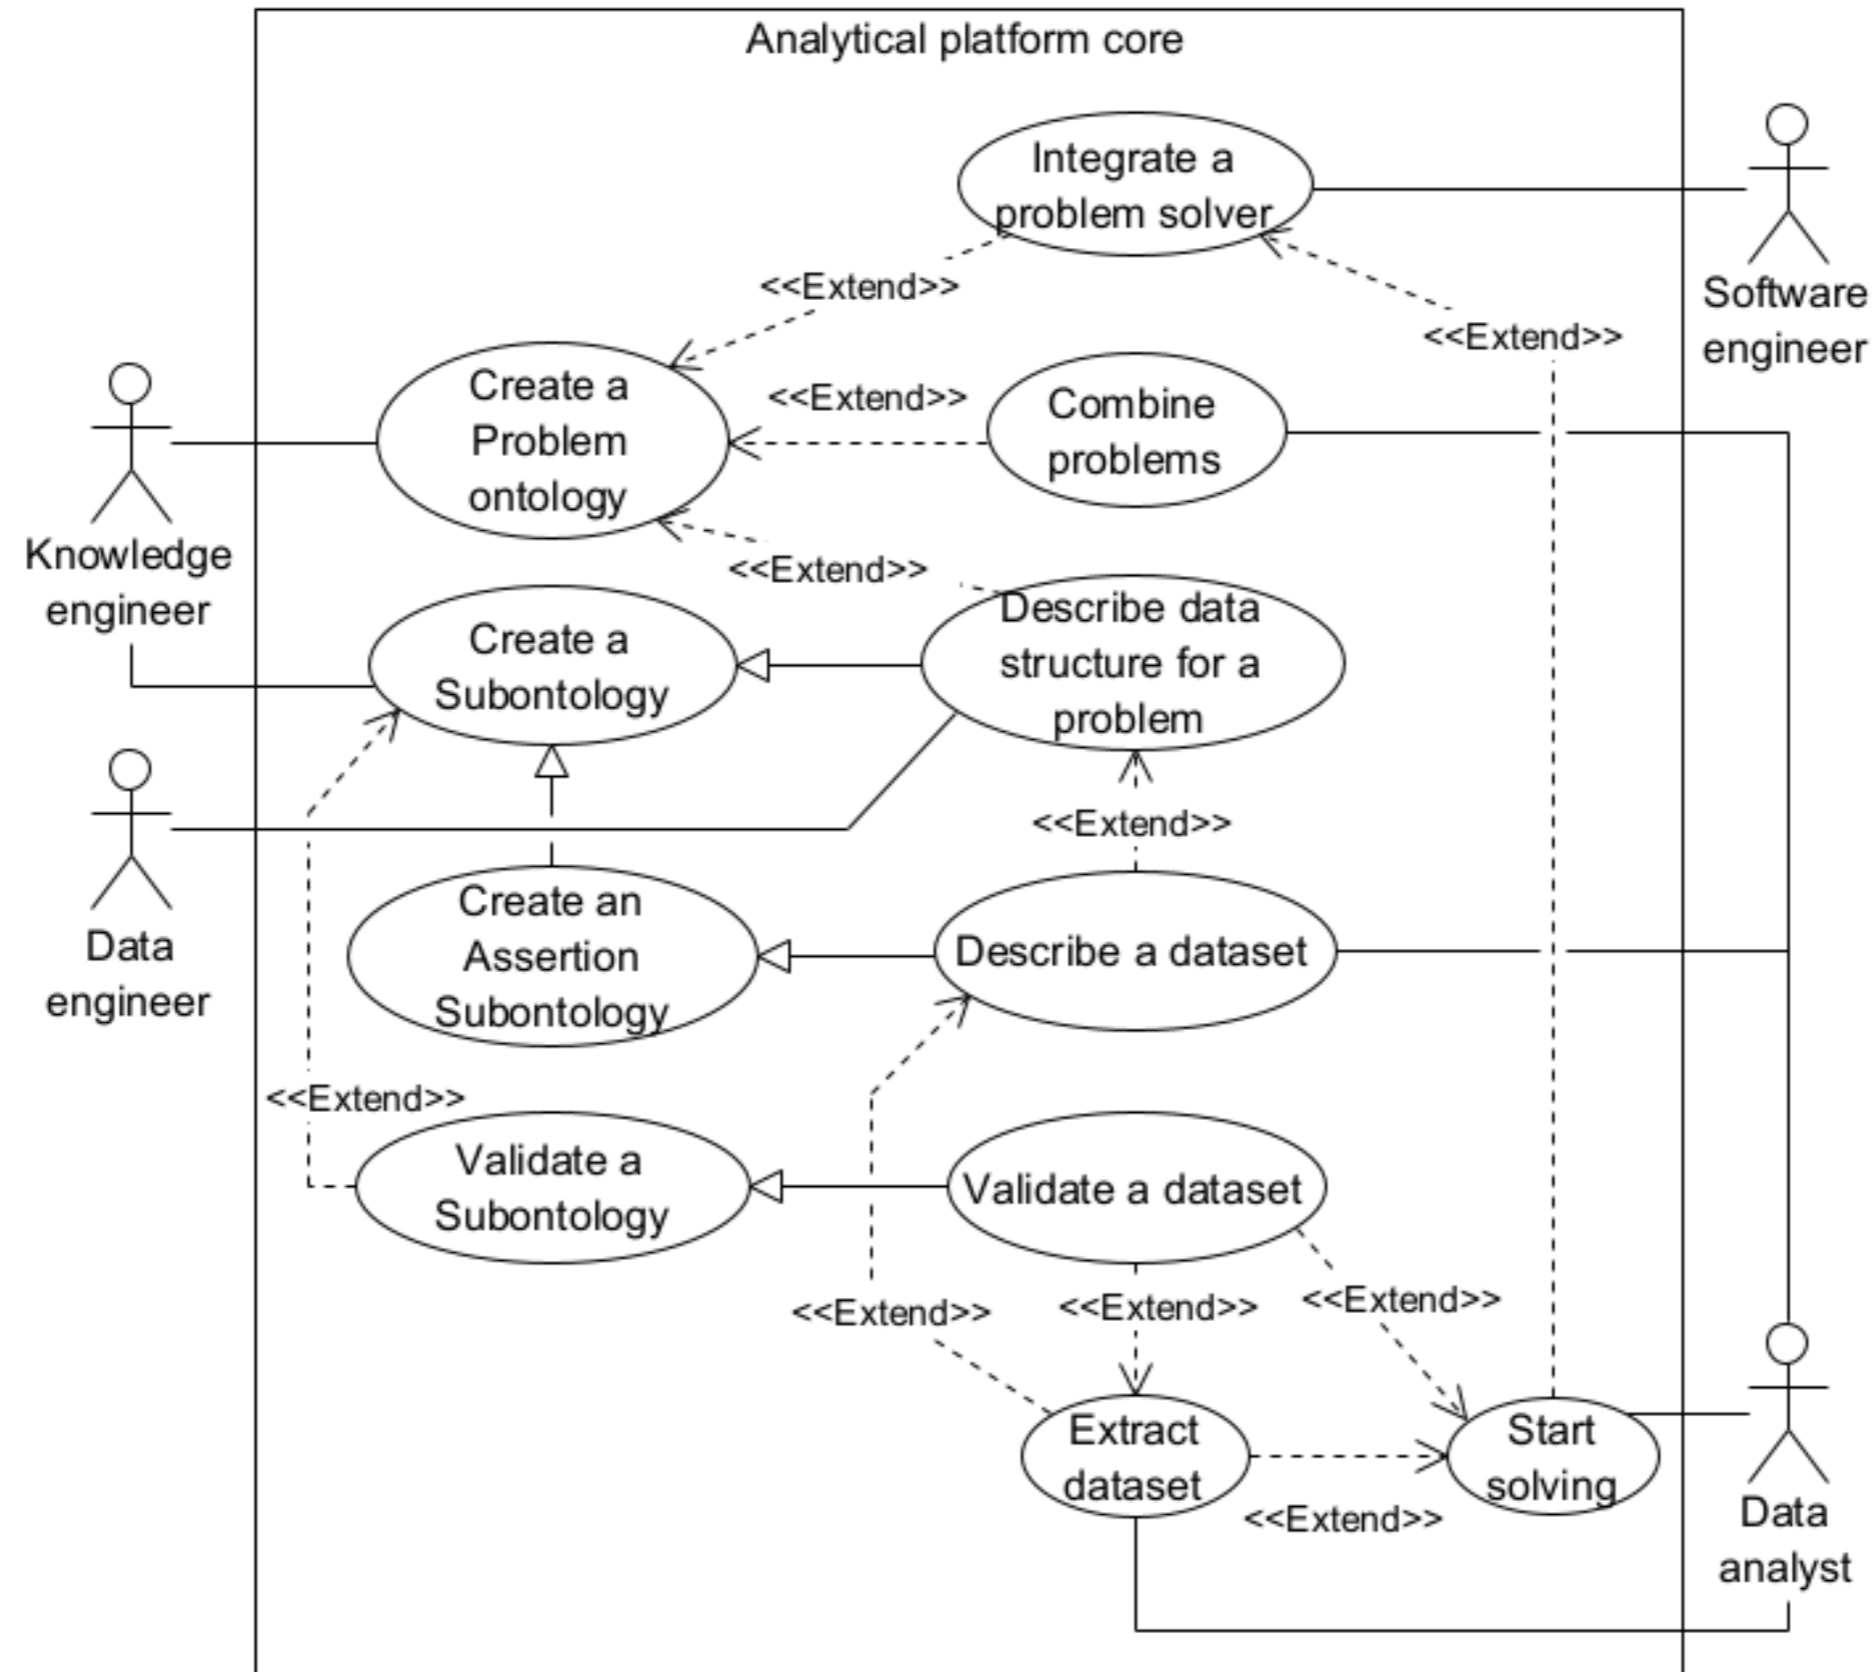 Analytical platform core
Integrate a
problem solver
<<Extend>>
<<Extend>>
Software
engineer
Create a
Problem
ontology
<<Extend>>
Combine
problems
Knowledge
engineer
<<Extend>>
Create a
Subontology
Describe data
structure for a
problem
<<Extend>>
Data
engineer
Create an
Assertion
Subontology
Describe a dataset
<<Extend>>
Validate a
Subontology
Validate a dataset
<<Extend>>
<<Extend>>
<<Extend>>
Extract
dataset
<<Extend>>
Start
solving
Data
analyst